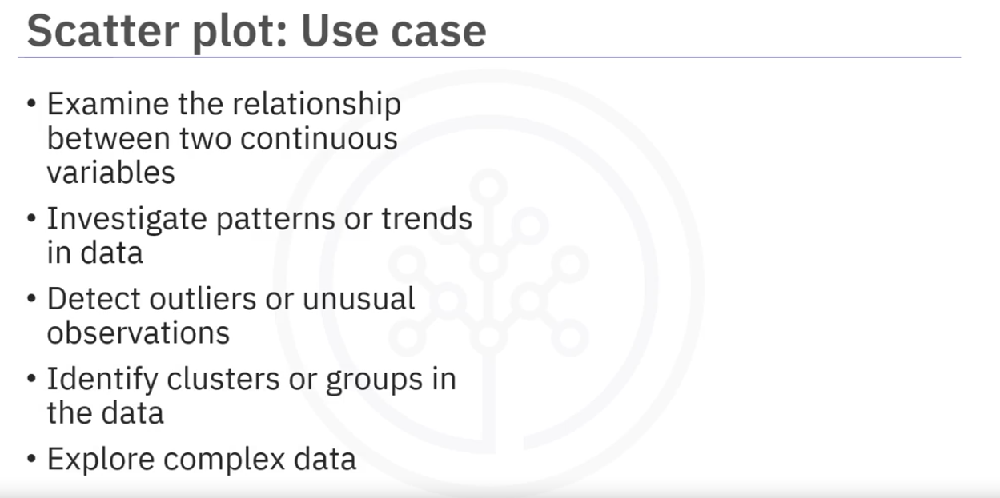 Scatter plot: Use case
• Examine the relationship
between two continuous
variables
• Investigate patterns or trends
in data
• Detect outliers or unusual
observations
• Identify clusters or groups in
the data
• Explore complex data